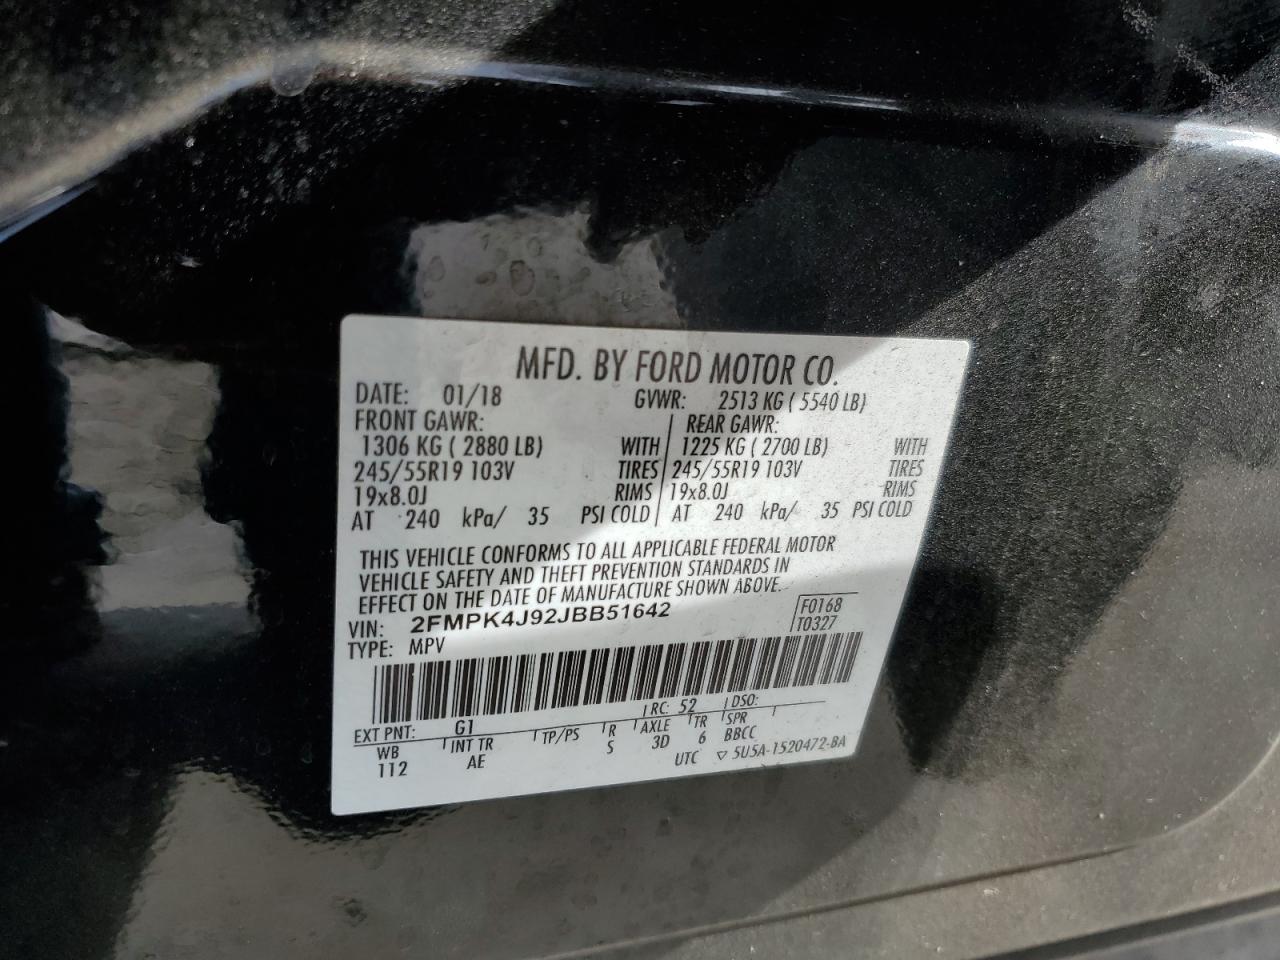 MFD. BY FORD MOTOR CO.
DATE: 01/18 GVWR: 2513 KG ( 5540 LB)
FRONT GAWR: REAR GAWR:
1306 KG ( 2880 LB) WITH 1225 KG ( 2700 LB) WITH
245/55R19 103V TIRES 245/55R19 103V TIRES
19x8.0J RIMS 19x8.0J RIMS
AT 240 kPa/ 35 PSI COLD AT 240 kPa/ 35 PSI COLD
THIS VEHICLE CONFORMS TO ALL APPLICABLE FEDERAL MOTOR
VEHICLE SAFETY AND THEFT PREVENTION STANDARDS IN
EFFECT ON THE DATE OF MANUFACTURE SHOWN ABOVE.
VIN: 2FMPK4J92JBB51642 F0168
TYPE: MPV T0327
EXT PNT: G1 RC: 52 DSO:
WB INT TR TP/PS R AXLE TR SPR
112 AE S 3D 6 BBCC
UTC ▽ 5U5A-1520472-BA